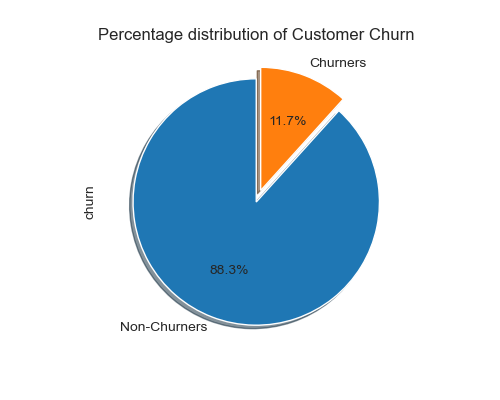 Percentage distribution of Customer Churn
Churners
11.7%
churn
88.3%
Non-Churners